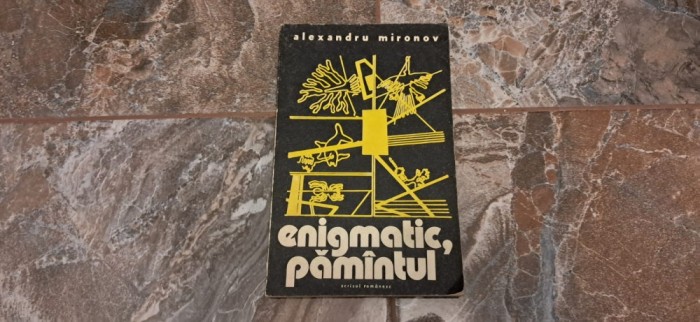 alexandru mironov
enigmatic,
pămîntul
scrisul românesc